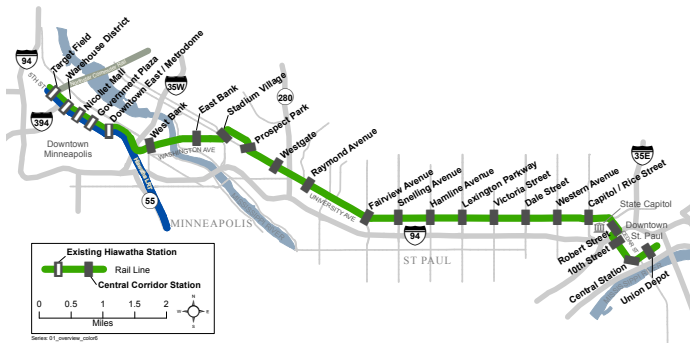 94
5TH ST
Target Field
Warehouse District
Nicollet Mall
Government Plaza
Downtown East / Metrodome
394
Downtown
Minneapolis
Hiawatha LRT
55
35W
West Bank
East Bank
Stadium Village
WASHINGTON AVE
280
Prospect Park
Westgate
Raymond Avenue
UNIVERSITY AVE
MINNEAPOLIS
Fairview Avenue
Snelling Avenue
Hamline Avenue
Lexington Parkway
Victoria Street
Dale Street
Western Avenue
Capitol / Rice Street
35E
State Capitol
Downtown
St. Paul
94
ST PAUL
Robert Street
10th Street
Central Station
Union Depot
Existing Hiawatha Station
Rail Line
Central Corridor Station
0 0.5 1 1.5 2
Miles
N
W E
S
Series: 01_overview_color6